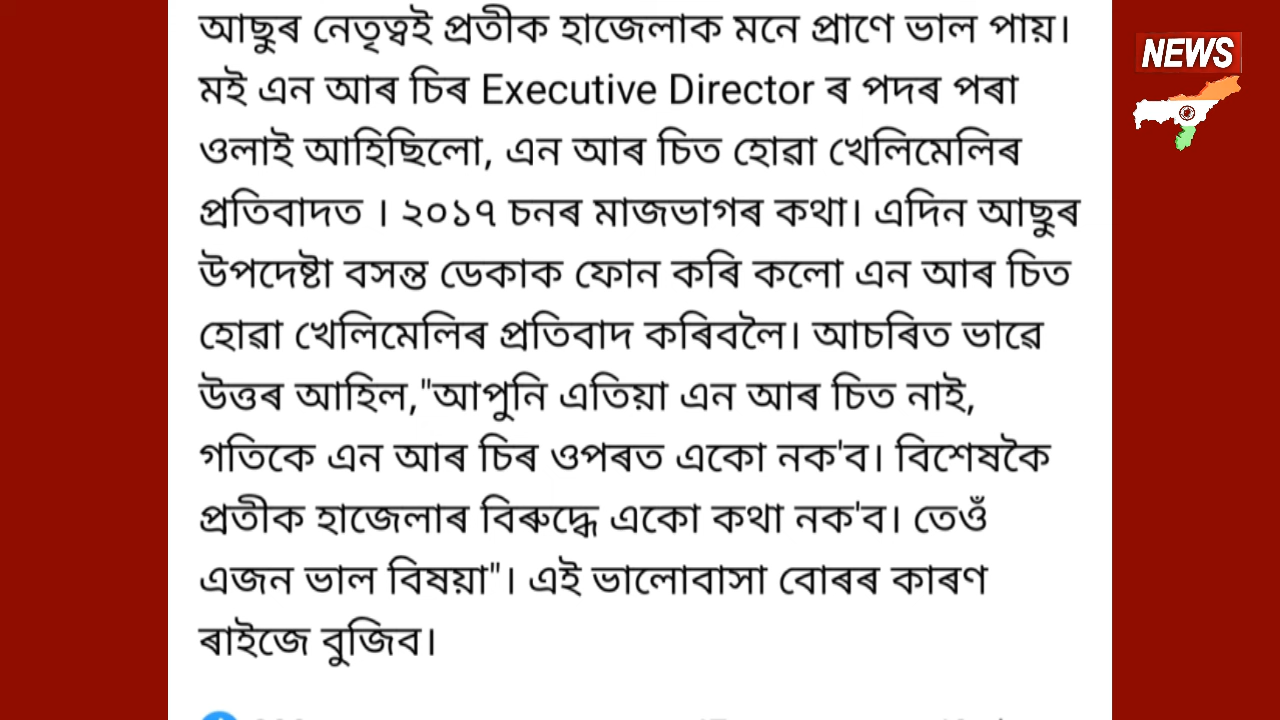 আছুৰ নেতৃত্বই প্ৰতীক হাজেলাক মনে প্ৰাণে ভাল পায়।
মই এন আৰ চিৰ Executive Director ৰ পদৰ পৰা
ওলাই আহিছিলো, এন আৰ চিত হোৱা খেলিমেলিৰ
প্ৰতিবাদত । ২০১৭ চনৰ মাজভাগৰ কথা। এদিন আছুৰ
উপদেষ্টা বসন্ত ডেকাক ফোন কৰি কলো এন আৰ চিত
হোৱা খেলিমেলিৰ প্ৰতিবাদ কৰিবলৈ। আচৰিত ভাৱে
উত্তৰ আহিল,"আপুনি এতিয়া এন আৰ চিত নাই,
গতিকে এন আৰ চিৰ ওপৰত একো নক'ব। বিশেষকৈ
প্ৰতীক হাজেলাৰ বিৰুদ্ধে একো কথা নক'ব। তেওঁ
এজন ভাল বিষয়া"। এই ভালোবাসা বোৰৰ কাৰণ
ৰাইজে বুজিব।
NEWS